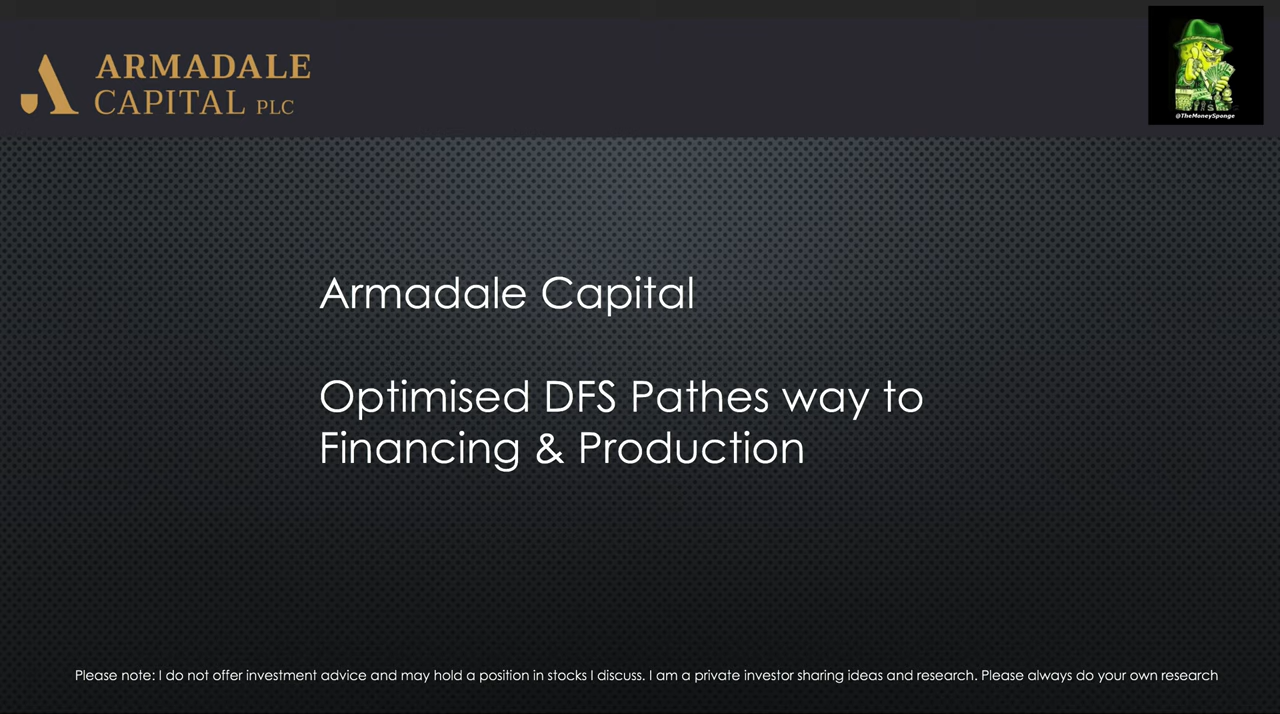 ARMADALE
CAPITAL PLC
@TheMoneySponge
Armadale Capital
Optimised DFS Pathes way to
Financing & Production
Please note: I do not offer investment advice and may hold a position in stocks I discuss. I am a private investor sharing ideas and research. Please always do your own research